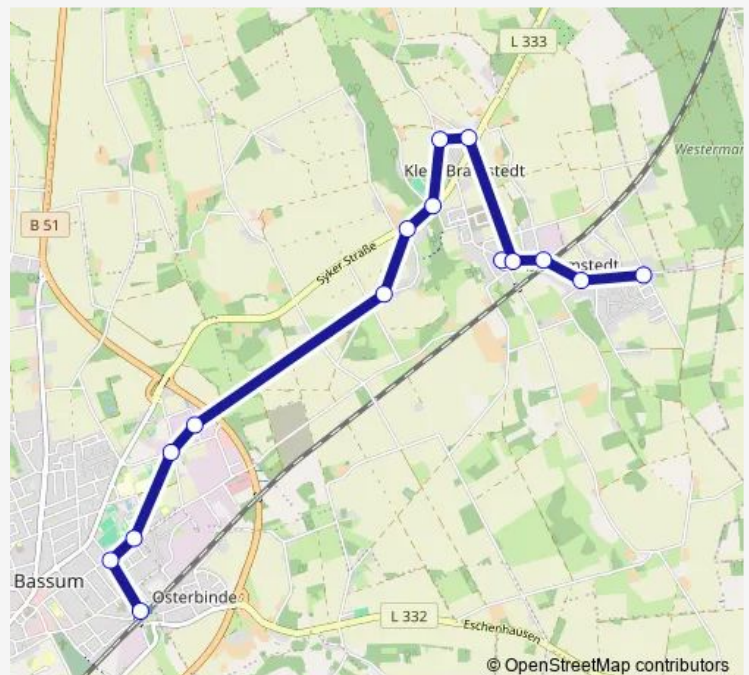 L 333
Westermar
Kle Bra stedt
B 51
Syker Straße
mstedt
Bassum
Osterbinde
L 332
Eschenhausen
© OpenStreetMap contributors